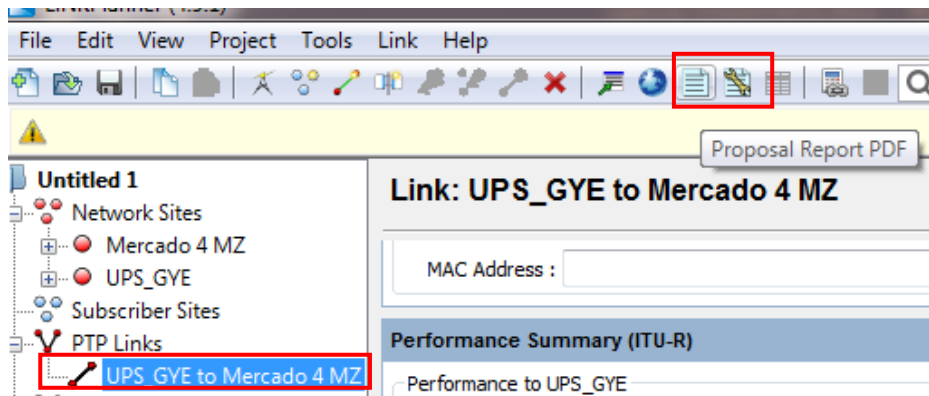 File Edit View Project Tools Link Help
Proposal Report PDF
Untitled 1
Network Sites
Mercado 4 MZ
UPS_GYE
Subscriber Sites
PTP Links
UPS_GYE to Mercado 4 MZ
Link: UPS_GYE to Mercado 4 MZ
MAC Address :
Performance Summary (ITU-R)
Performance to UPS_GYE